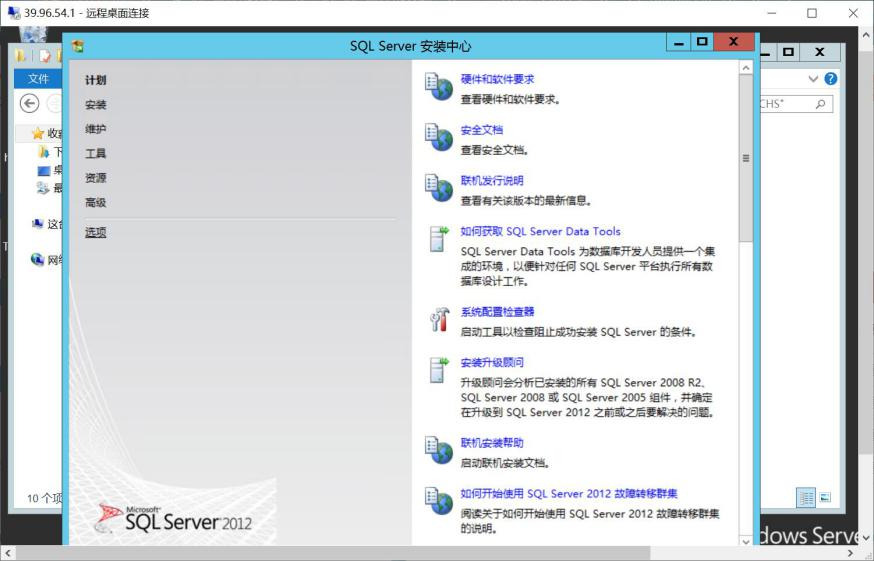 39.96.54.1 - 远程桌面连接
SQL Server 安装中心
文件
CHS"
计划
安装
维护
工具
资源
高级
选项
硬件和软件要求
查看硬件和软件要求。
安全文档
查看安全文档。
联机发行说明
查看有关该版本的最新信息。
如何获取 SQL Server Data Tools
SQL Server Data Tools 为数据库开发人员提供一个集
成的环境，以便针对任何 SQL Server 平台执行所有数
据库设计工作。
系统配置检查器
启动工具以检查阻止成功安装 SQL Server 的条件。
安装升级顾问
升级顾问会分析已安装的所有 SQL Server 2008 R2、
SQL Server 2008 或 SQL Server 2005 组件，并确定
在升级到 SQL Server 2012 之前或之后要解决的问题。
联机安装帮助
启动联机安装文档。
如何开始使用 SQL Server 2012 故障转移群集
阅读关于如何开始使用 SQL Server 2012 故障转移群集
的说明。
收藏
下
桌
最
这台
网络
10 个项
Microsoft®
SQL Server 2012
dows Serve